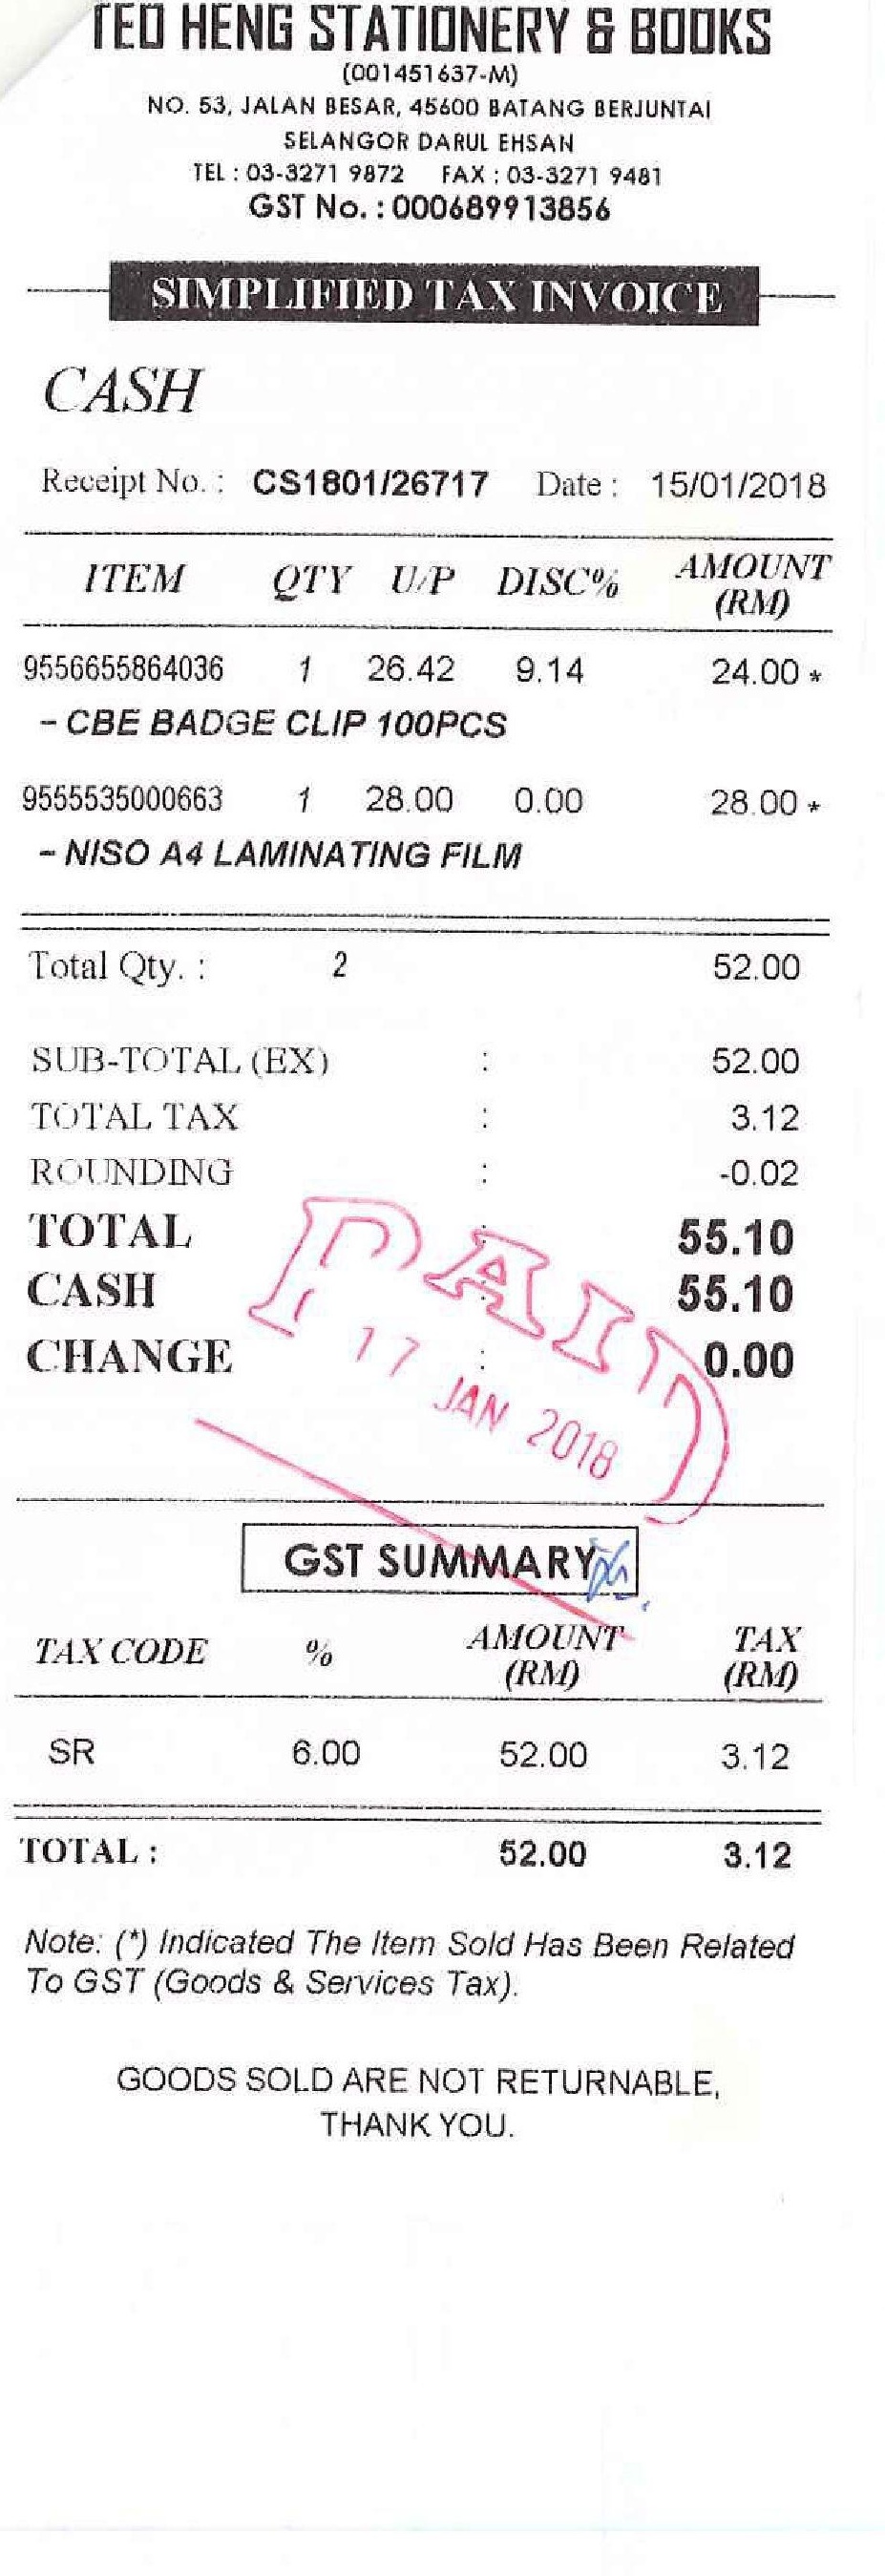 TEO HENG STATIONERY & BOOKS
(001451637-M)
NO. 53, JALAN BESAR, 45600 BATANG BERJUNTAI
SELANGOR DARUL EHSAN
TEL : 03-3271 9872 FAX : 03-3271 9481
GST No. : 000689913856
SIMPLIFIED TAX INVOICE
CASH
Receipt No. : CS1801/26717 Date : 15/01/2018
ITEM QTY U/P DISC% AMOUNT (RM)
9556655864036 1 26.42 9.14 24.00 *
- CBE BADGE CLIP 100PCS
9555535000663 1 28.00 0.00 28.00 *
- NISO A4 LAMINATING FILM
Total Qty. : 2 52.00
SUB-TOTAL (EX) : 52.00
TOTAL TAX : 3.12
ROUNDING : -0.02
TOTAL : 55.10
CASH : 55.10
CHANGE : 0.00
PAID
17 JAN 2018
GST SUMMARY
TAX CODE % AMOUNT (RM) TAX (RM)
SR 6.00 52.00 3.12
TOTAL : 52.00 3.12
Note: (*) Indicated The Item Sold Has Been Related
To GST (Goods & Services Tax).
GOODS SOLD ARE NOT RETURNABLE,
THANK YOU.